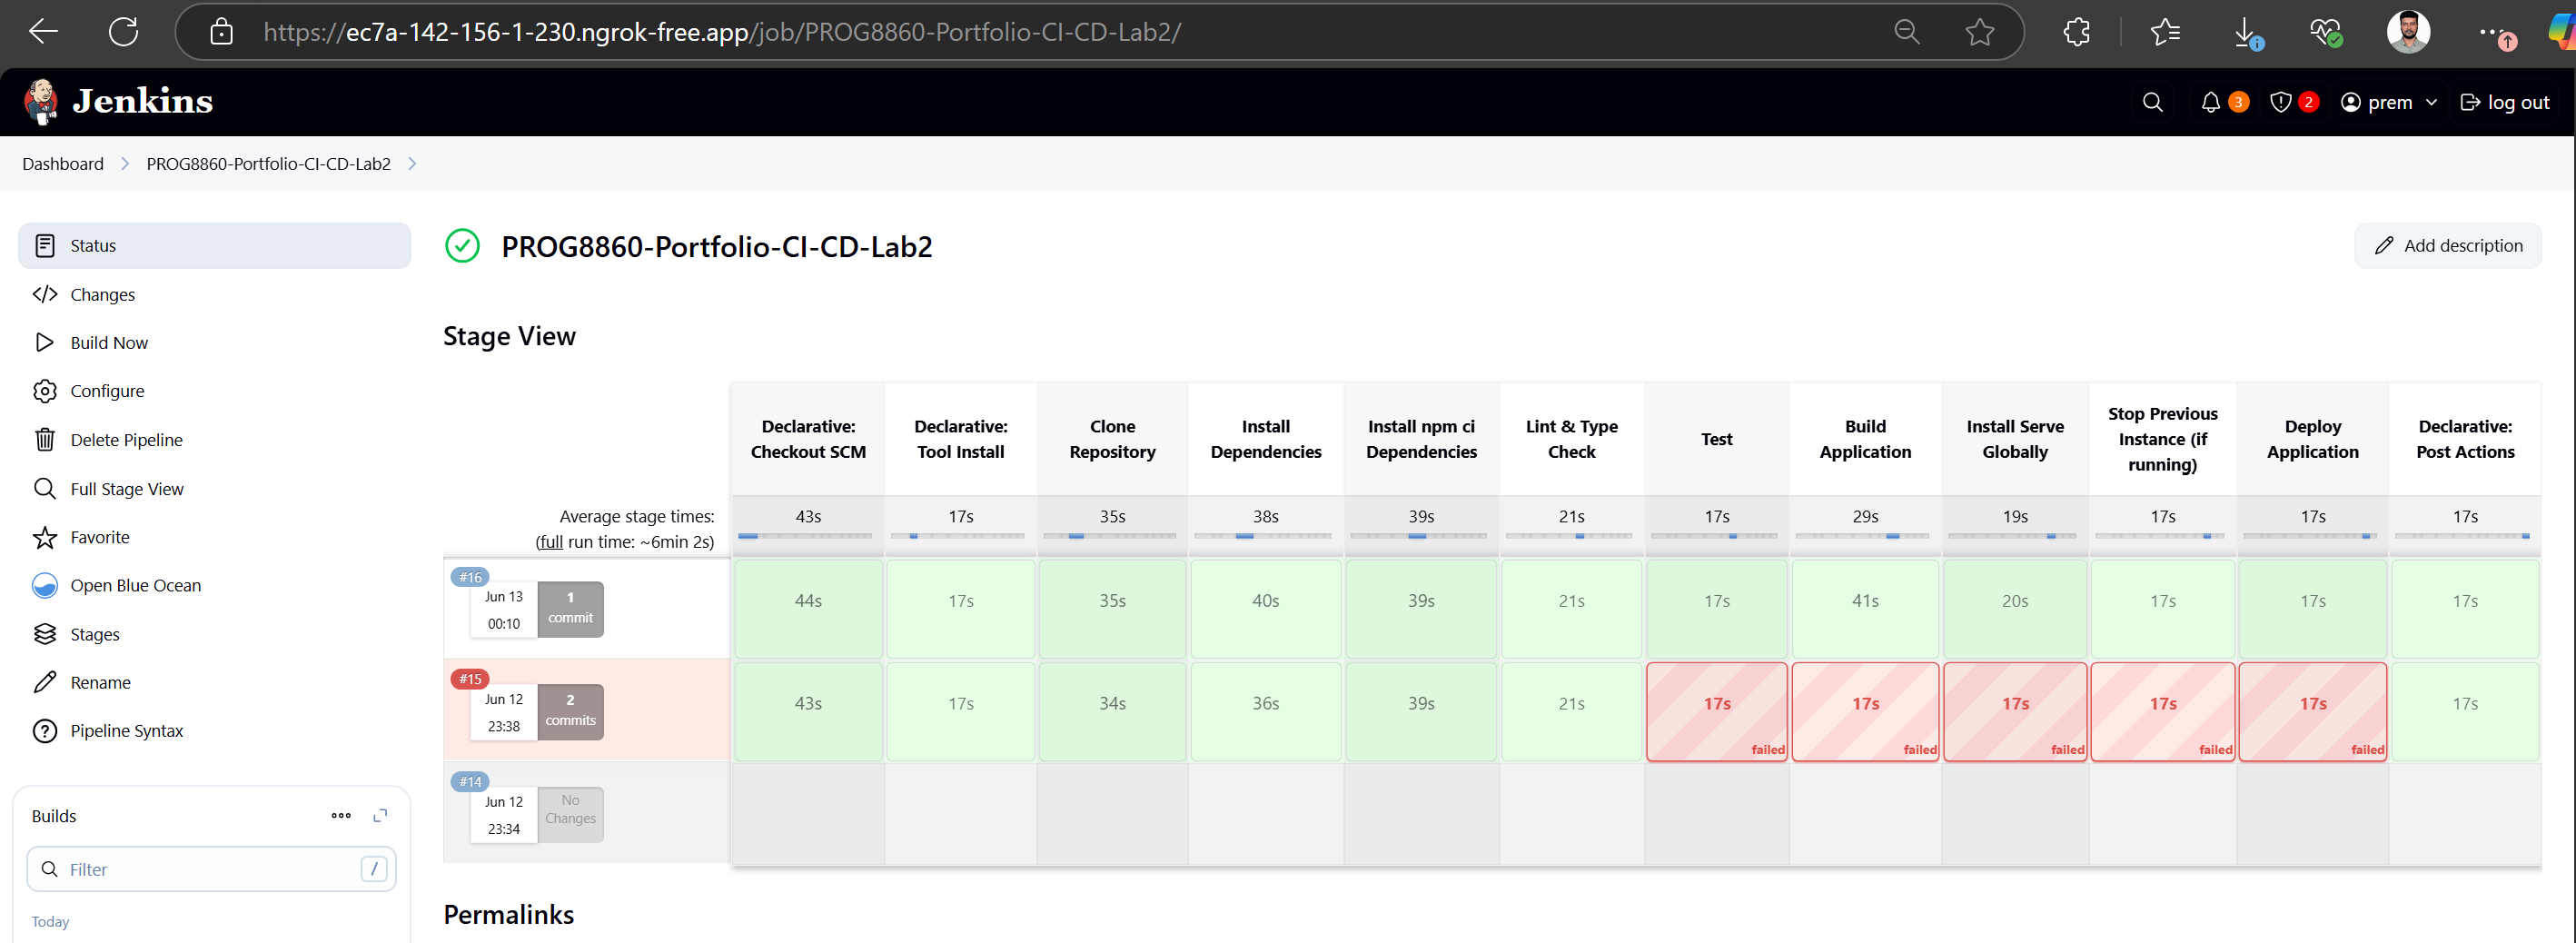 https://ec7a-142-156-1-230.ngrok-free.app/job/PROG8860-Portfolio-CI-CD-Lab2/
Jenkins
3
2
prem
log out
Dashboard
PROG8860-Portfolio-CI-CD-Lab2
Status
Changes
Build Now
Configure
Delete Pipeline
Full Stage View
Favorite
Open Blue Ocean
Stages
Rename
Pipeline Syntax
Builds
Filter
/
Today
PROG8860-Portfolio-CI-CD-Lab2
Add description
Stage View
Declarative: Checkout SCM
Declarative: Tool Install
Clone Repository
Install Dependencies
Install npm ci Dependencies
Lint & Type Check
Test
Build Application
Install Serve Globally
Stop Previous Instance (if running)
Deploy Application
Declarative: Post Actions
Average stage times:
(full run time: ~6min 2s)
43s 17s 35s 38s 39s 21s 17s 29s 19s 17s 17s 17s
#16
Jun 13
00:10
1
commit
44s 17s 35s 40s 39s 21s 17s 41s 20s 17s 17s 17s
#15
Jun 12
23:38
2
commits
43s 17s 34s 36s 39s 21s 17s 17s 17s 17s 17s 17s
failed failed failed failed failed
#14
Jun 12
23:34
No
Changes
Permalinks